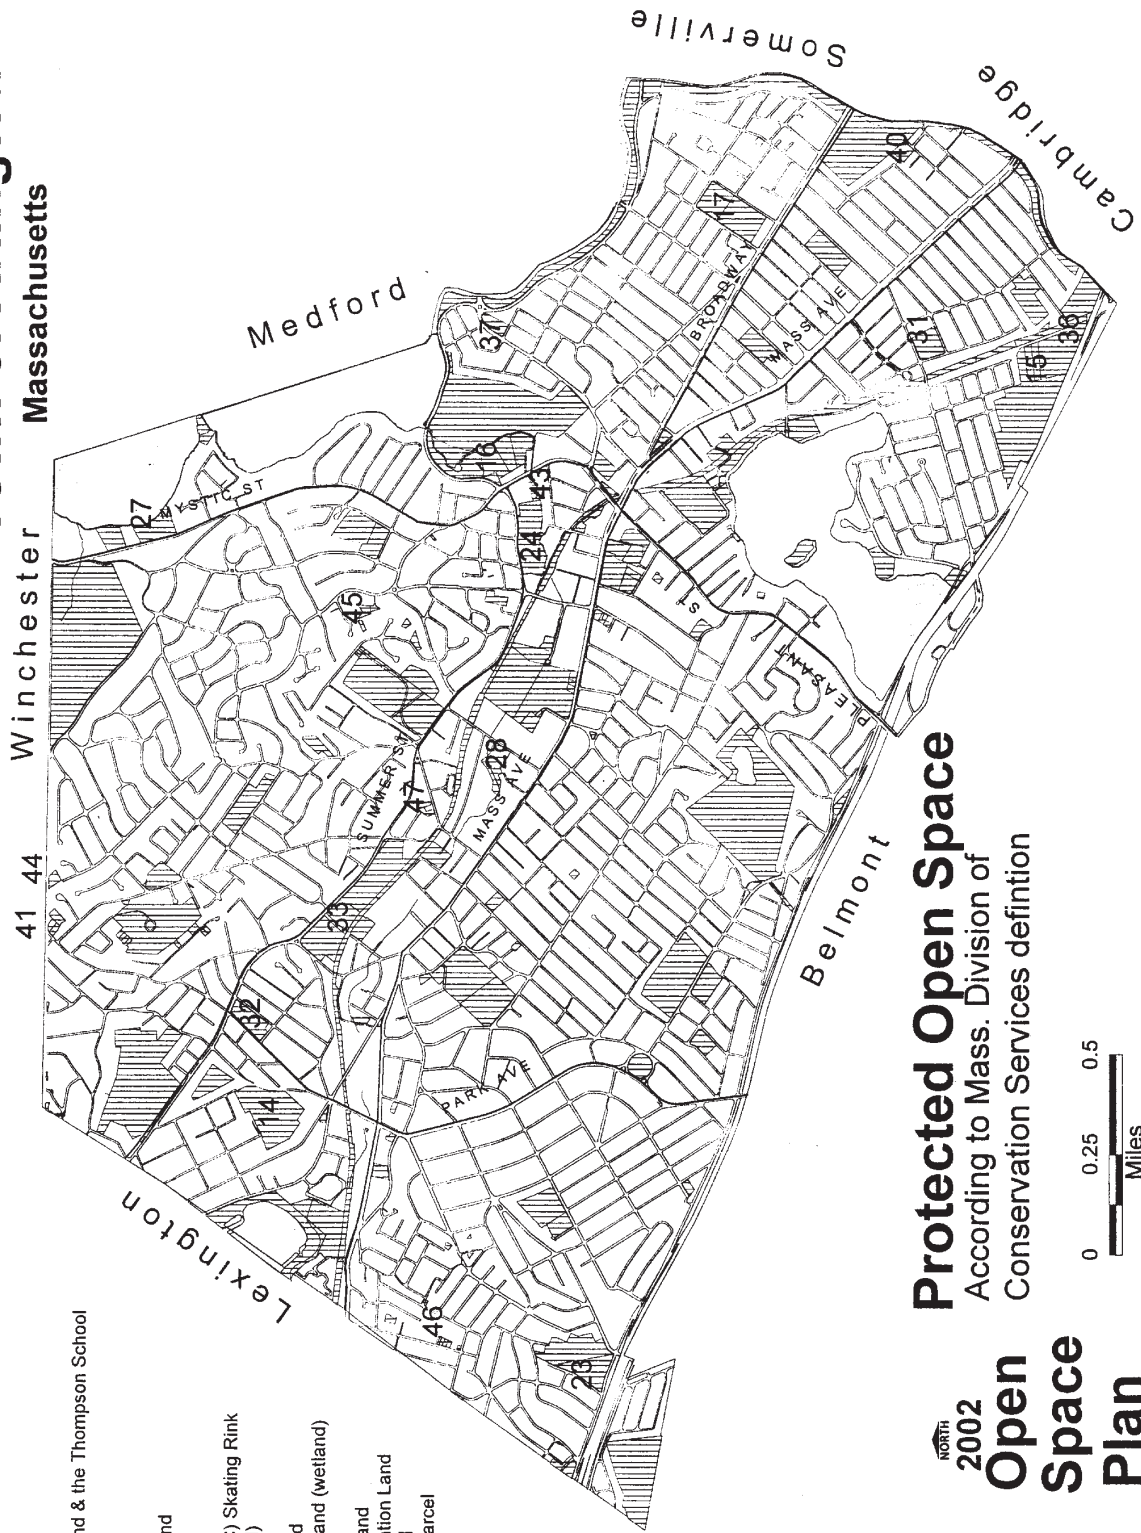 Massachusetts
Winchester
41 44
Medford
Somerville
Cambridge
Lexington
Belmont
27
MYSTIC ST
37
16
43
24
45
17
BROADWAY
MASS AVE
40
31
15
36
SUMMER ST
47
28
MASS AVE
PLEASANT
ST
33
32
14
PARK AVE
46
23
nd & the Thompson School
nd
) Skating Rink
)
d
and (wetland)
and
ation Land
d
arcel
NORTH
2002
Open
Space
Plan
Protected Open Space
According to Mass. Division of
Conservation Services defintion
0 0.25 0.5
Miles